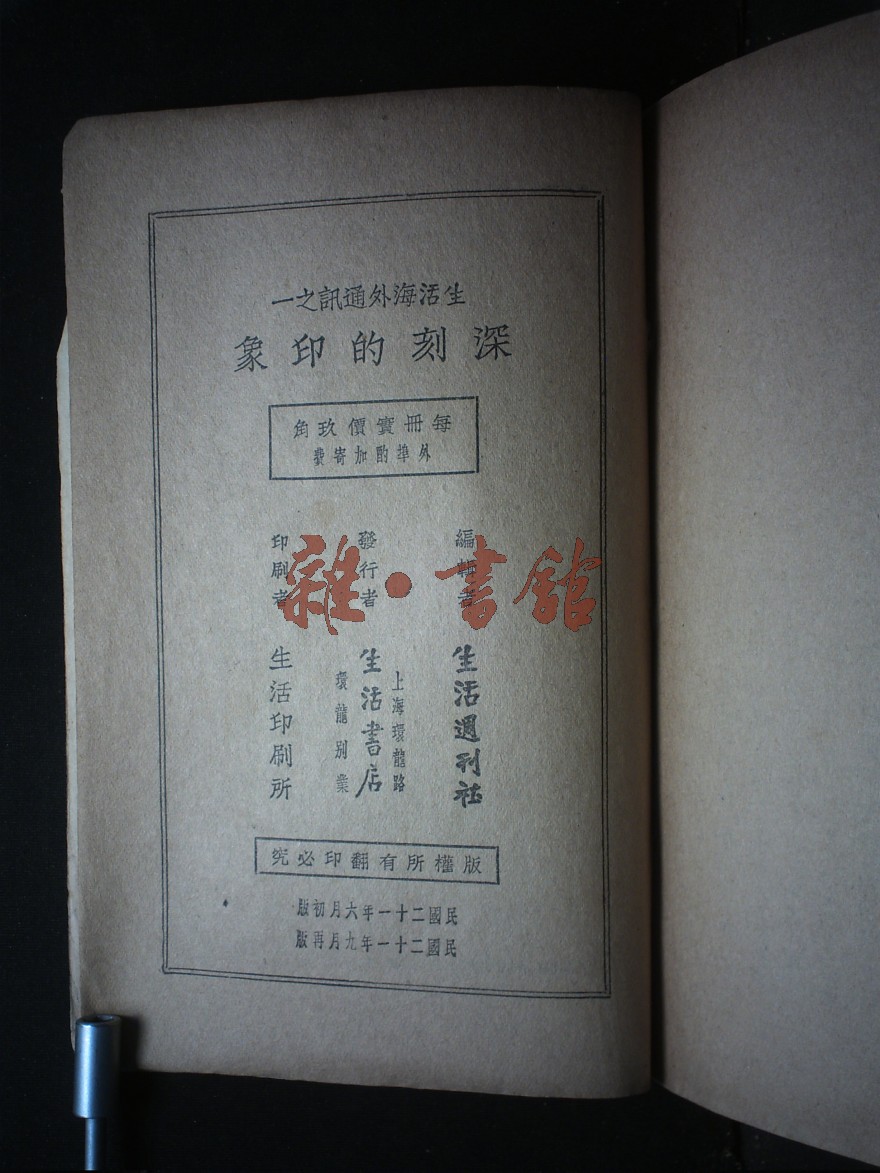 生活海外通訊之一
深刻的印象
每冊實價玖角
外埠酌加寄費
編輯者 生活週刊社
發行者 生活書店
上海環龍路
環龍別業
印刷者 生活印刷所
版權所有翻印必究
民國二十一年六月初版
民國二十一年九月再版
雜·書館